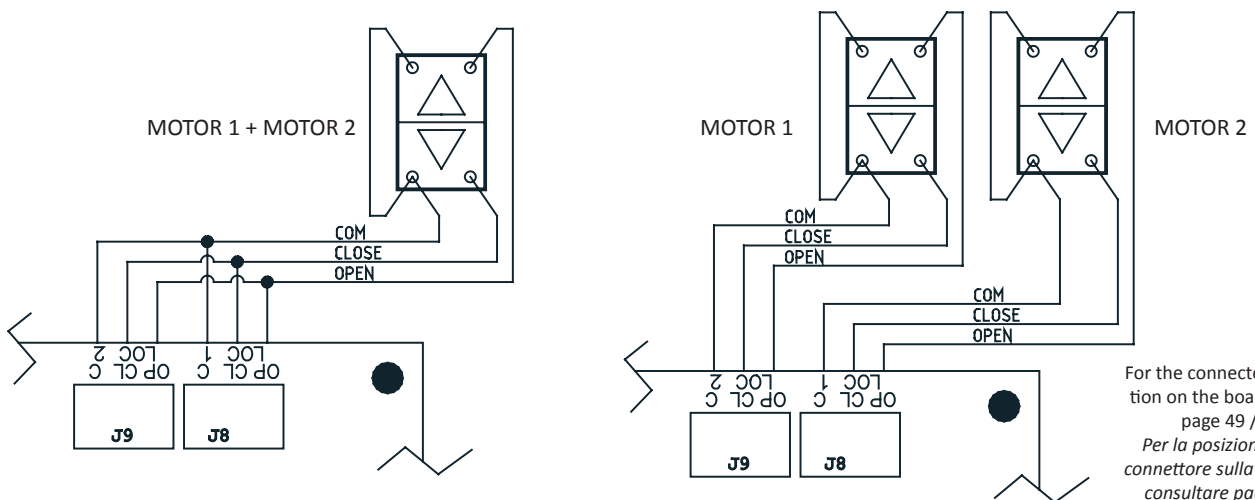 MOTOR 1 + MOTOR 2
COM
CLOSE
OPEN
2 LOC 1 LOC
C CL OP C CL OP
J9 J8
MOTOR 1
MOTOR 2
COM
CLOSE
OPEN
COM
CLOSE
OPEN
2 LOC 1 LOC
C CL OP C CL OP
J9 J8
For the connect
tion on the boa
page 49 /
Per la posizion
connettore sulla
consultare pa